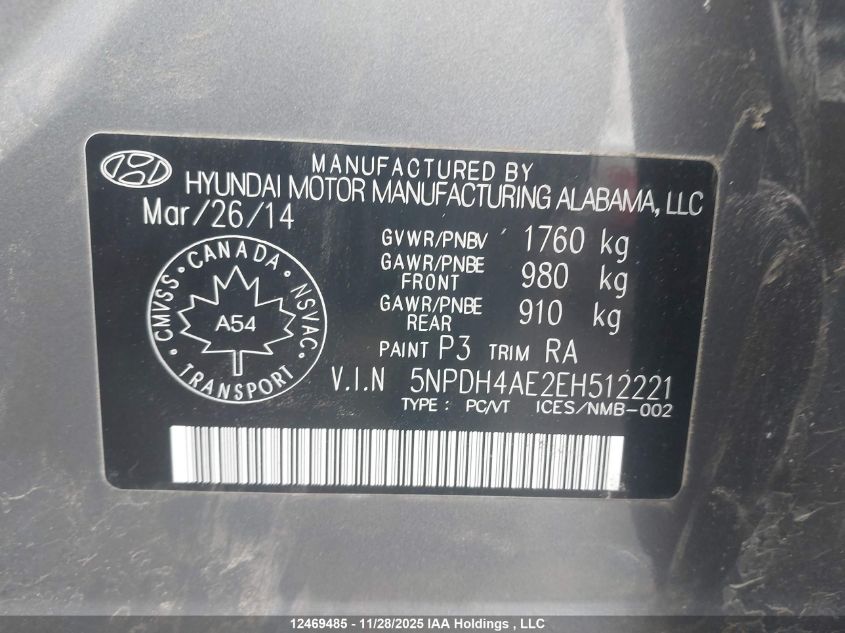 MANUFACTURED BY
HYUNDAI MOTOR MANUFACTURING ALABAMA, LLC
Mar/26/14
GVWR/PNBV 1760 kg
GAWR/PNBE FRONT 980 kg
GAWR/PNBE REAR 910 kg
CANADA
CMVSS · NSVAC
A54
TRANSPORT
PAINT P3 TRIM RA
V.I.N 5NPDH4AE2EH512221
TYPE : PC/VT ICES/NMB-002
12469485 - 11/28/2025 IAA Holdings , LLC